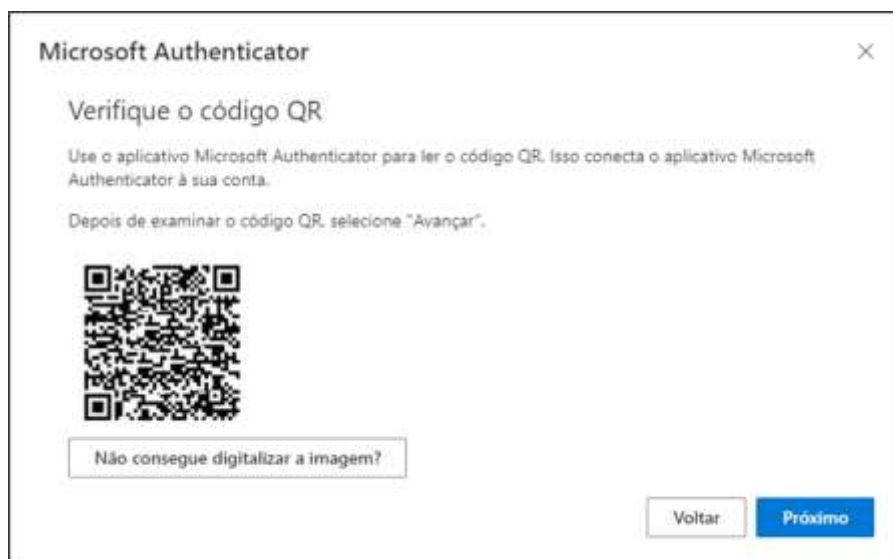 Microsoft Authenticator
Verifique o código QR
Use o aplicativo Microsoft Authenticator para ler o código QR. Isso conecta o aplicativo Microsoft
Authenticator à sua conta.
Depois de examinar o código QR, selecione "Avançar".
Não consegue digitalizar a imagem?
Voltar
Próximo